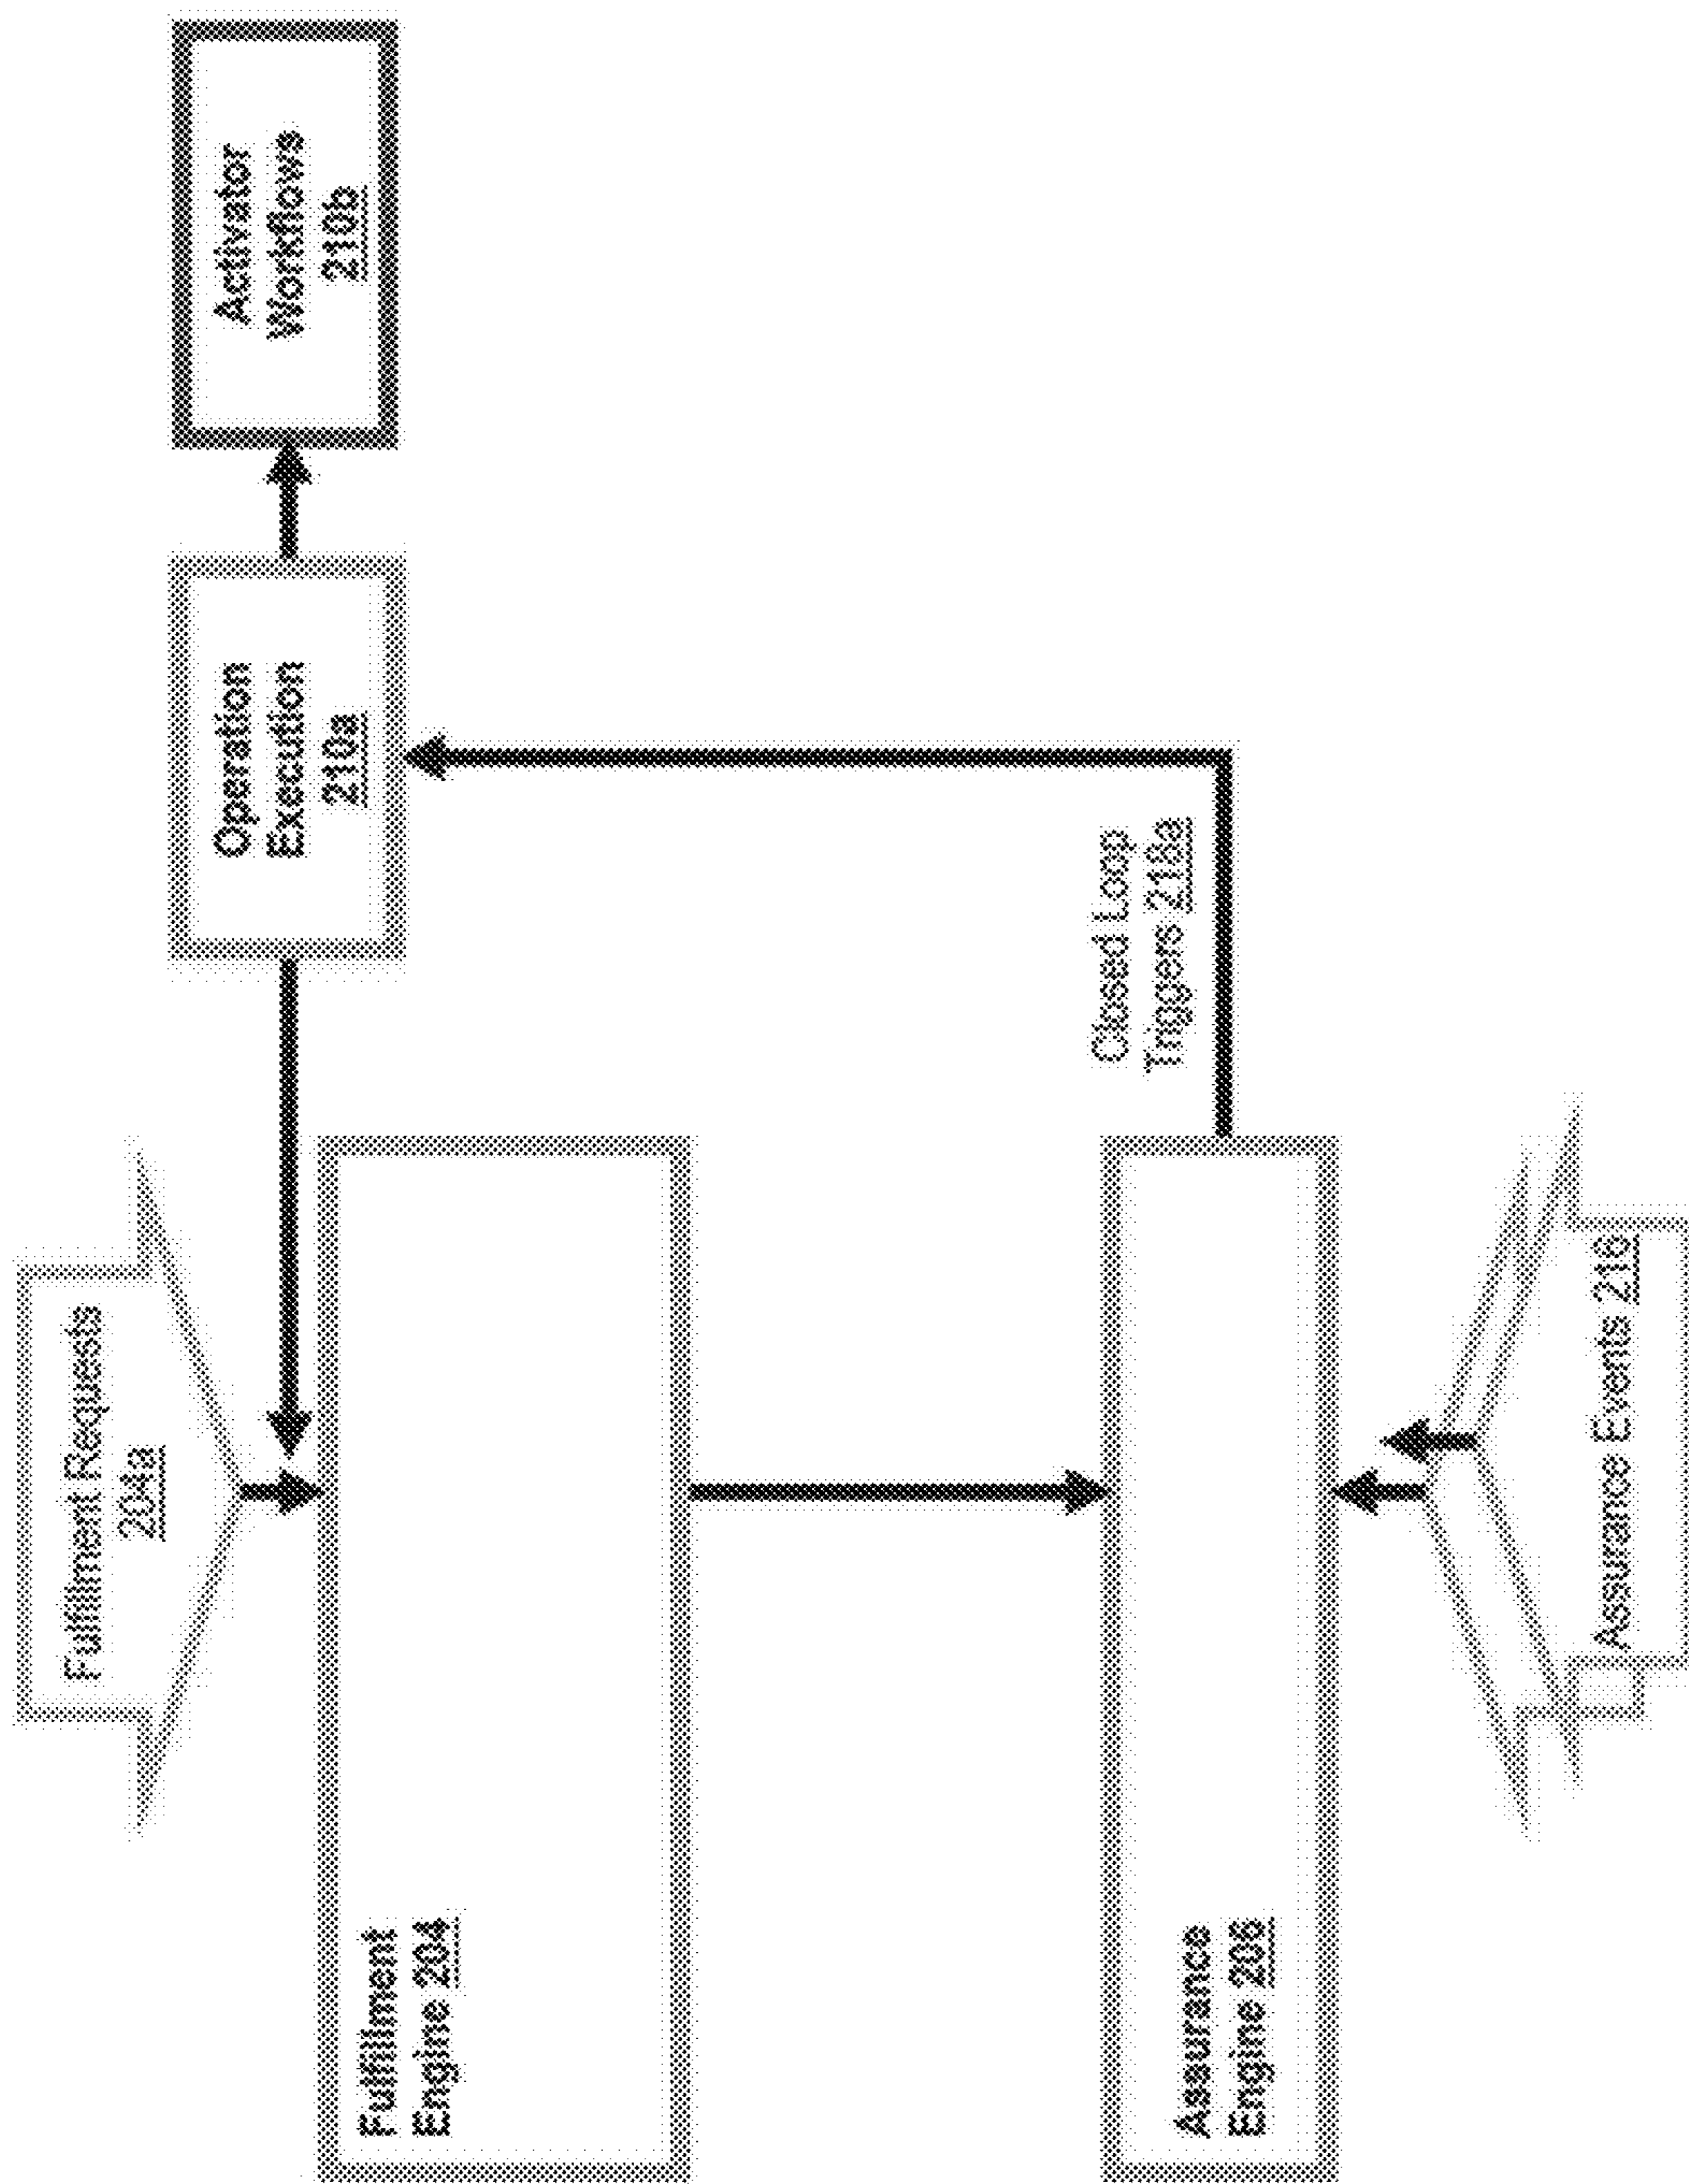 Fulfillment Requests
204a
Operation
Execution
210a
Activator
Workflows
210b
Fulfillment
Engine 204
Closed Loop
Triggers 218a
Assurance
Engine 206
Assurance Events 216